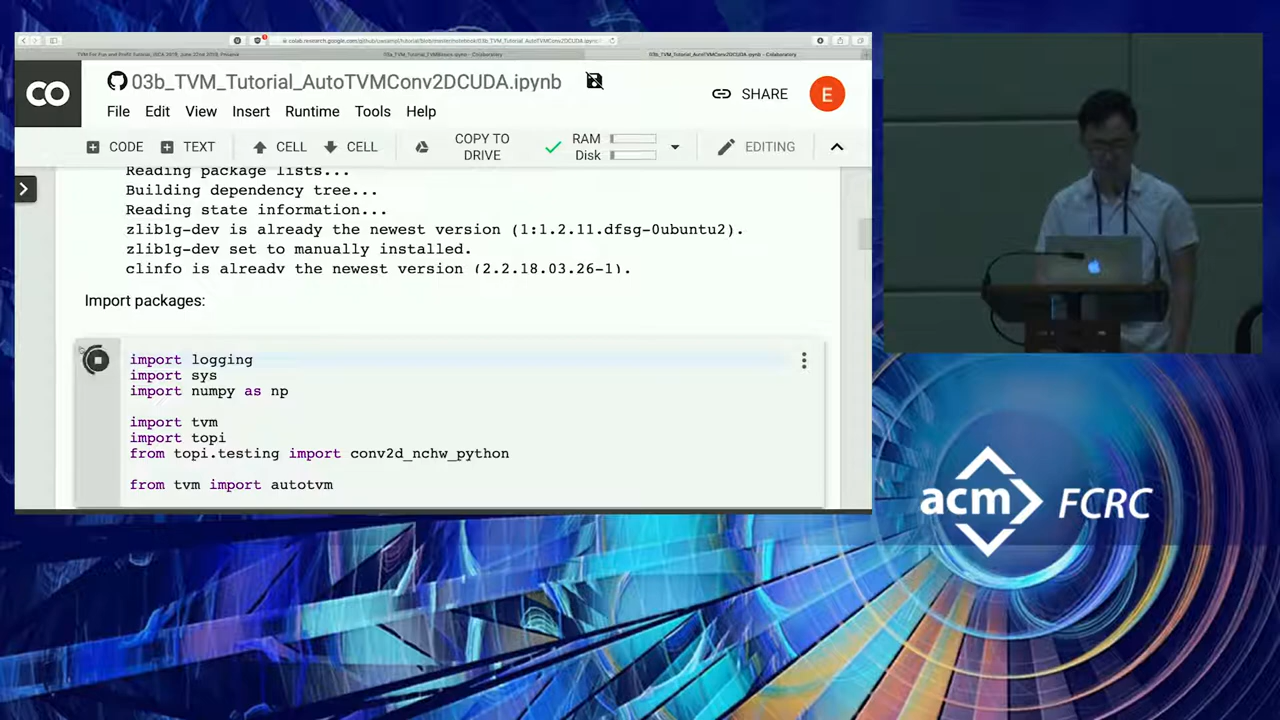 03b_TVM_Tutorial_AutoTVMConv2DCUDA.ipynb
SHARE
E
File Edit View Insert Runtime Tools Help
CODE TEXT CELL CELL COPY TO DRIVE RAM Disk EDITING
Reading package lists...
Building dependency tree...
Reading state information...
zlib1g-dev is already the newest version (1:1.2.11.dfsg-0ubuntu2).
zlib1g-dev set to manually installed.
clinfo is already the newest version (2.2.18.03.26-1).
Import packages:
import logging
import sys
import numpy as np
import tvm
import topi
from topi.testing import conv2d_nchw_python
from tvm import autotvm
acm FCRC